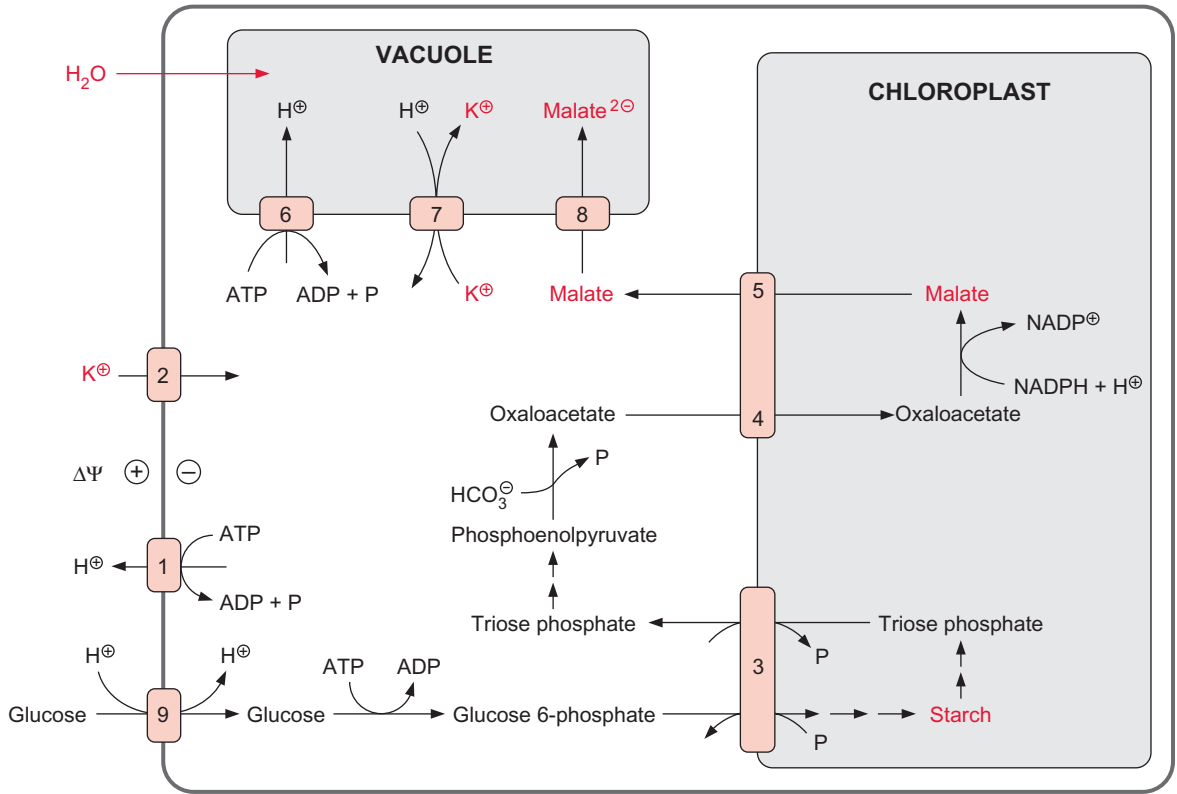 VACUOLE
H₂O
CHLOROPLAST
H⊕ H⊕ K⊕ Malate²⊖
6 7 8
ATP ADP + P K⊕ Malate 5 Malate
NADP⊕
K⊕ 2
NADPH + H⊕
Oxaloacetate 4 Oxaloacetate
ΔΨ ⊕ ⊖
P
HCO₃⊖
ATP Phosphoenolpyruvate
H⊕ 1
ADP + P
Triose phosphate Triose phosphate
H⊕ H⊕ ATP ADP P
3
Glucose 9 Glucose Glucose 6-phosphate Starch
P